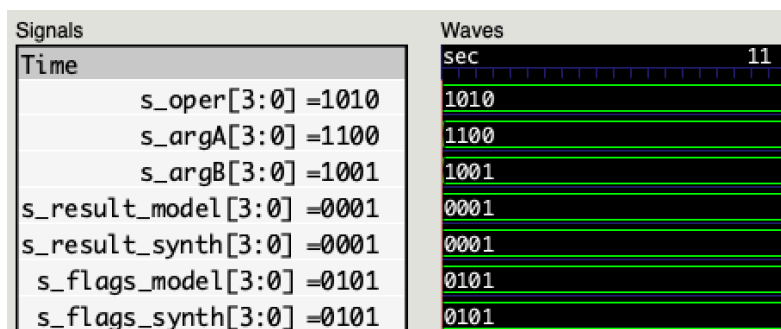 Signals Waves
Time sec 11
s_oper[3:0] =1010 1010
s_argA[3:0] =1100 1100
s_argB[3:0] =1001 1001
s_result_model[3:0] =0001 0001
s_result_synth[3:0] =0001 0001
s_flags_model[3:0] =0101 0101
s_flags_synth[3:0] =0101 0101